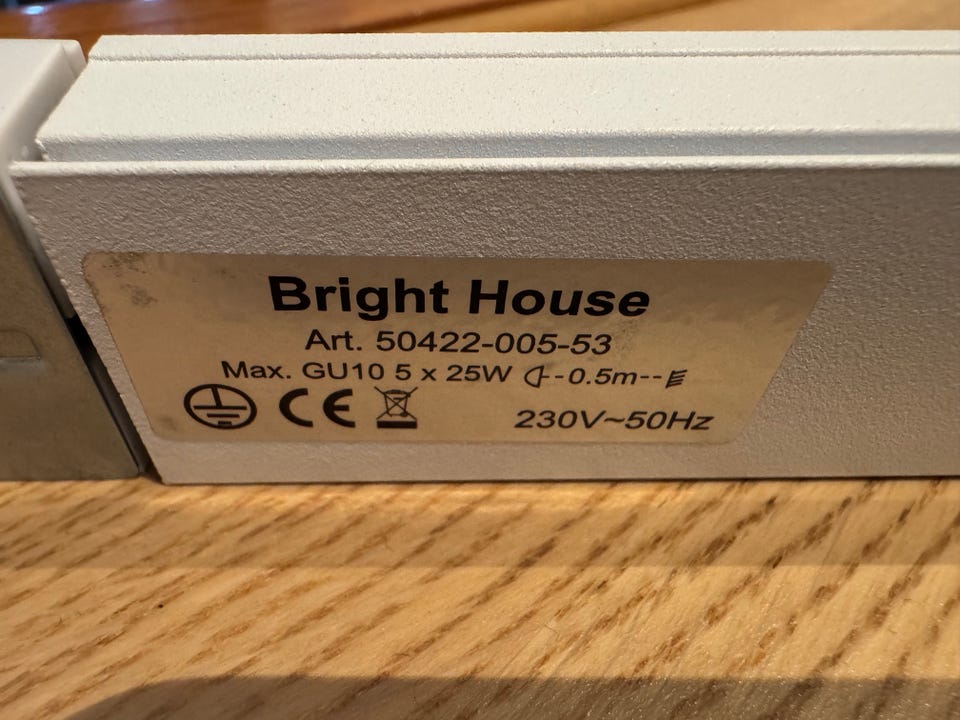 Bright House
Art. 50422-005-53
Max. GU10 5 x 25W -0.5m--
CE
230V~50Hz